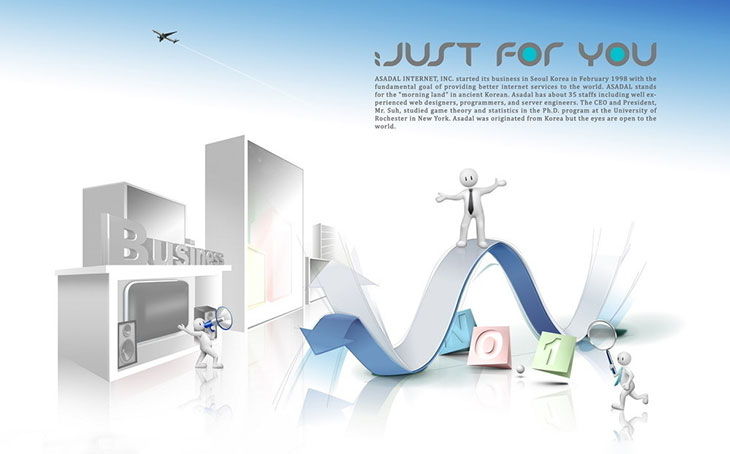 JUST FOR YOU
ASADAL INTERNET, INC. started its business in Seoul Korea in February 1998 with the
fundamental goal of providing better internet services to the world. ASADAL stands
for the "morning land" in ancient Korean. Asadal has about 35 staffs including well ex-
perienced web designers, programmers, and server engineers. The CEO and President,
Mr. Suh, studied game theory and statistics in the Ph.D. program at the University of
Rochester in New York. Asadal was originated from Korea but the eyes are open to the
world.
Business
NO.1